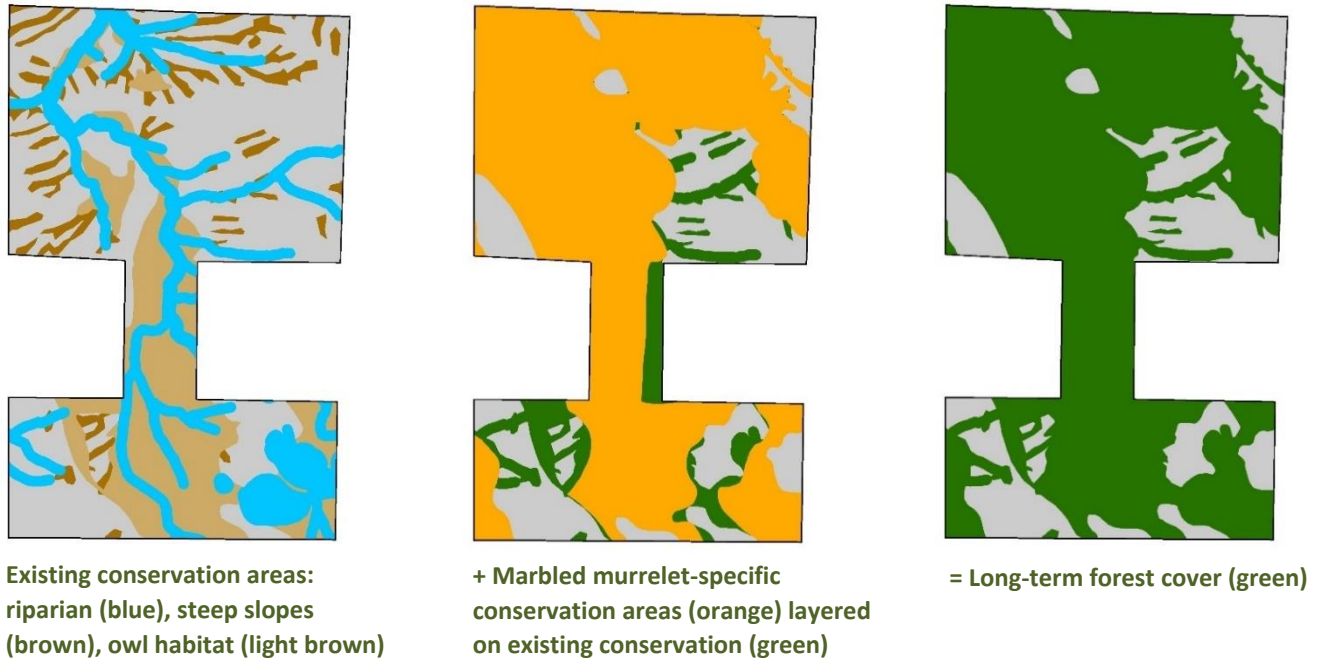 Existing conservation areas:
riparian (blue), steep slopes
(brown), owl habitat (light brown)
+ Marbled murrelet-specific
conservation areas (orange) layered
on existing conservation (green)
= Long-term forest cover (green)